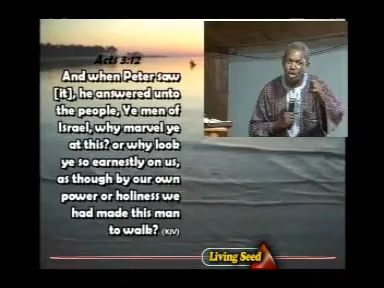 Acts 3:12
And when Peter saw
[it], he answered unto
the people, Ye men of
Israel, why marvel ye
at this? or why look
ye so earnestly on us,
as though by our own
power or holiness we
had made this man
to walk? (KJV)
Living Seed